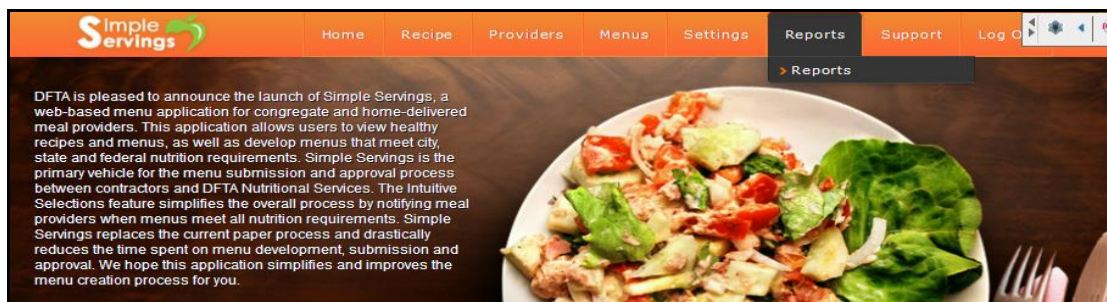 Simple
Servings
Home Recipe Providers Menus Settings Reports Support Log O
> Reports
DFTA is pleased to announce the launch of Simple Servings, a
web-based menu application for congregate and home-delivered
meal providers. This application allows users to view healthy
recipes and menus, as well as develop menus that meet city,
state and federal nutrition requirements. Simple Servings is the
primary vehicle for the menu submission and approval process
between contractors and DFTA Nutritional Services. The Intuitive
Selections feature simplifies the overall process by notifying meal
providers when menus meet all nutrition requirements. Simple
Servings replaces the current paper process and drastically
reduces the time spent on menu development, submission and
approval. We hope this application simplifies and improves the
menu creation process for you.